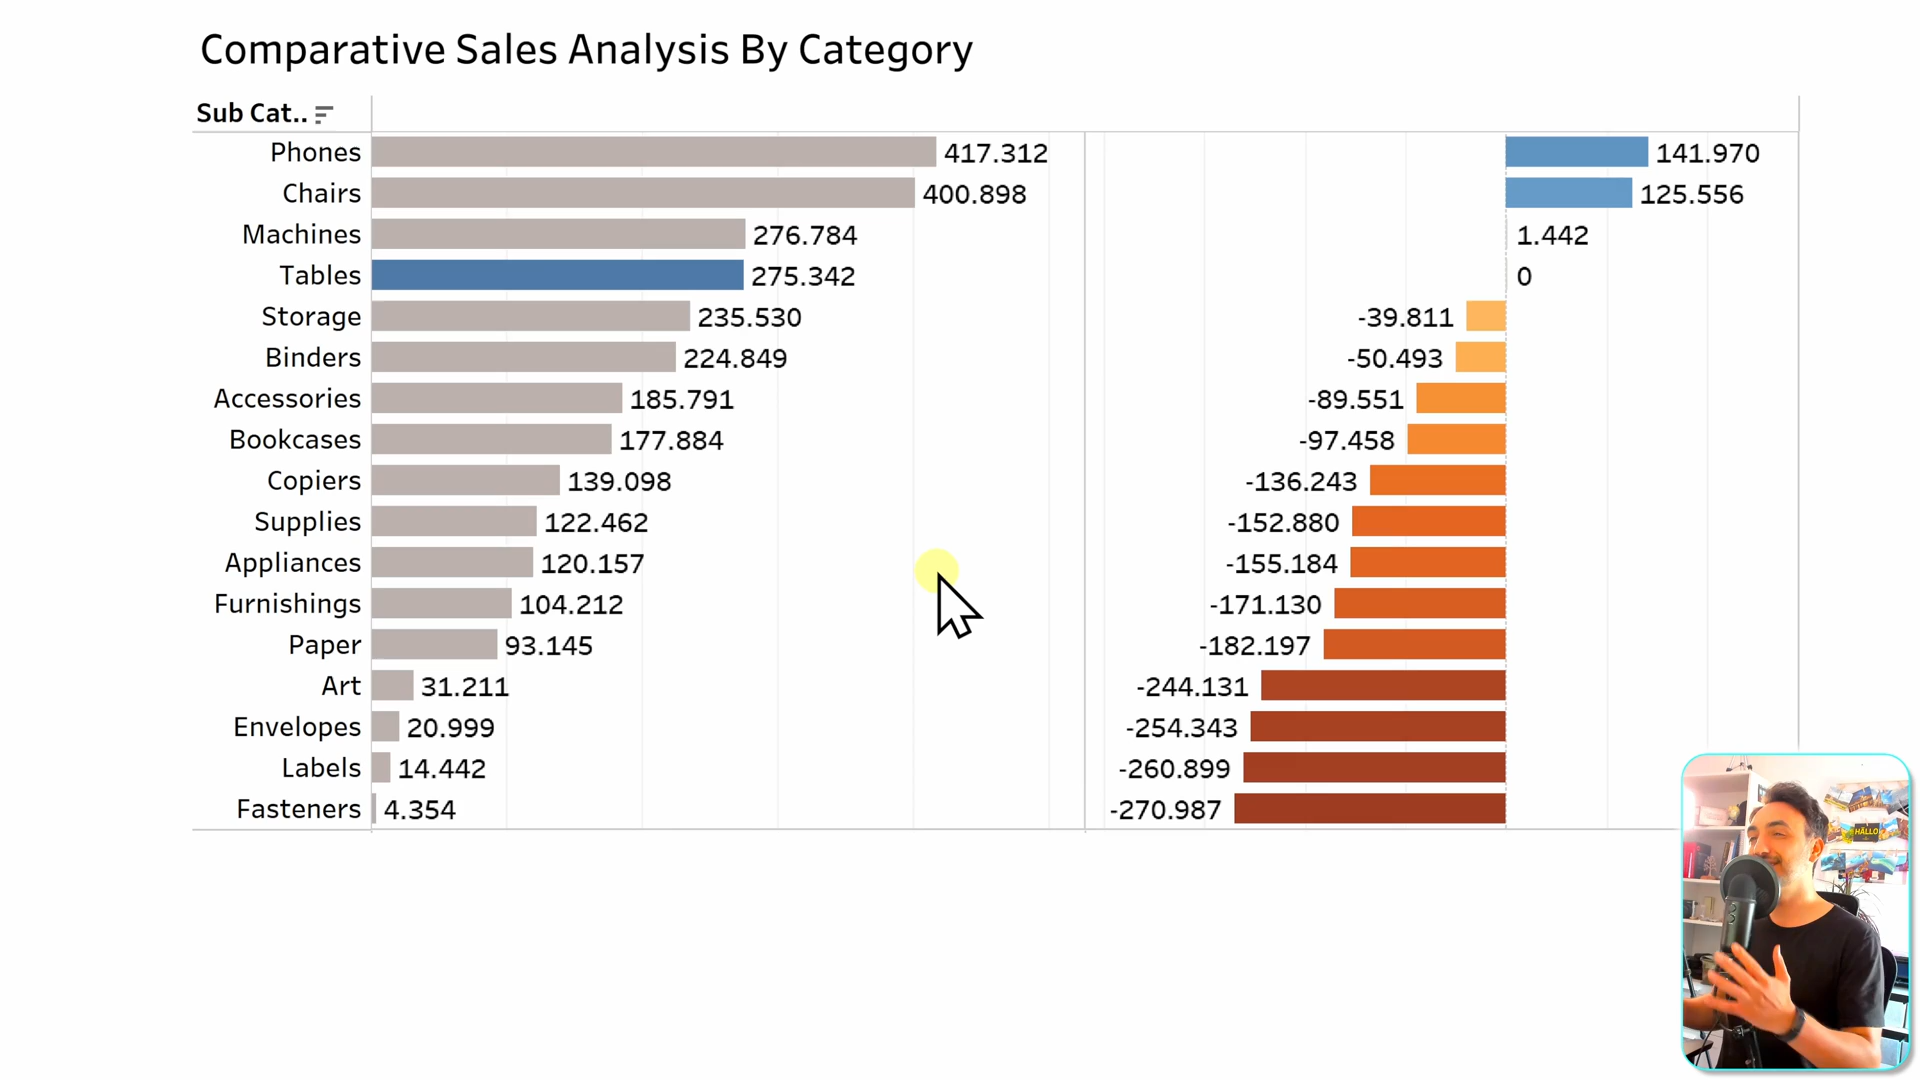 Comparative Sales Analysis By Category
Sub Cat..
Phones 417.312 141.970
Chairs 400.898 125.556
Machines 276.784 1.442
Tables 275.342 0
Storage 235.530 -39.811
Binders 224.849 -50.493
Accessories 185.791 -89.551
Bookcases 177.884 -97.458
Copiers 139.098 -136.243
Supplies 122.462 -152.880
Appliances 120.157 -155.184
Furnishings 104.212 -171.130
Paper 93.145 -182.197
Art 31.211 -244.131
Envelopes 20.999 -254.343
Labels 14.442 -260.899
Fasteners 4.354 -270.987
HALLO